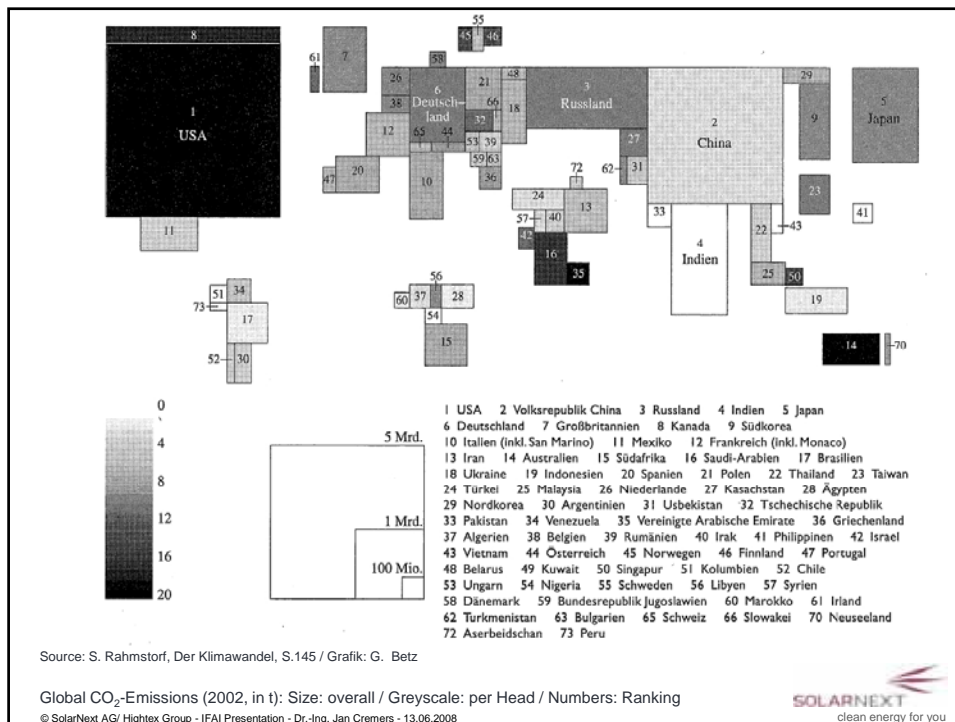 55
45 46
8
61 7
58
1
USA
26
6
Deutsch-
land
21
48
3
Russland
29
38
66
18
2
China
9
5
Japan
12
32
65 44
53 39
27
59 63
62 31
47 20
10
36
72
23
24
13
33
41
11
57 40
43
42
16
35
4
Indien
22
25 50
56
51 34
60 37 28
19
73
54
17
15
14
70
52 30
0
4
8
12
16
20
5 Mrd.
1 Mrd.
100 Mio.
1 USA 2 Volksrepublik China 3 Russland 4 Indien 5 Japan
6 Deutschland 7 Großbritannien 8 Kanada 9 Südkorea
10 Italien (inkl. San Marino) 11 Mexiko 12 Frankreich (inkl. Monaco)
13 Iran 14 Australien 15 Südafrika 16 Saudi-Arabien 17 Brasilien
18 Ukraine 19 Indonesien 20 Spanien 21 Polen 22 Thailand 23 Taiwan
24 Türkei 25 Malaysia 26 Niederlande 27 Kasachstan 28 Ägypten
29 Nordkorea 30 Argentinien 31 Usbekistan 32 Tschechische Republik
33 Pakistan 34 Venezuela 35 Vereinigte Arabische Emirate 36 Griechenland
37 Algerien 38 Belgien 39 Rumänien 40 Irak 41 Philippinen 42 Israel
43 Vietnam 44 Österreich 45 Norwegen 46 Finnland 47 Portugal
48 Belarus 49 Kuwait 50 Singapur 51 Kolumbien 52 Chile
53 Ungarn 54 Nigeria 55 Schweden 56 Libyen 57 Syrien
58 Dänemark 59 Bundesrepublik Jugoslawien 60 Marokko 61 Irland
62 Turkmenistan 63 Bulgarien 65 Schweiz 66 Slowakei 70 Neuseeland
72 Aserbeidschan 73 Peru
Source: S. Rahmstorf, Der Klimawandel, S.145 / Grafik: G. Betz
Global CO₂-Emissions (2002, in t): Size: overall / Greyscale: per Head / Numbers: Ranking
© SolarNext AG/ Hightex Group - IFAI Presentation - Dr.-Ing. Jan Cremers - 13.06.2008
SOLARNEXT
clean energy for you